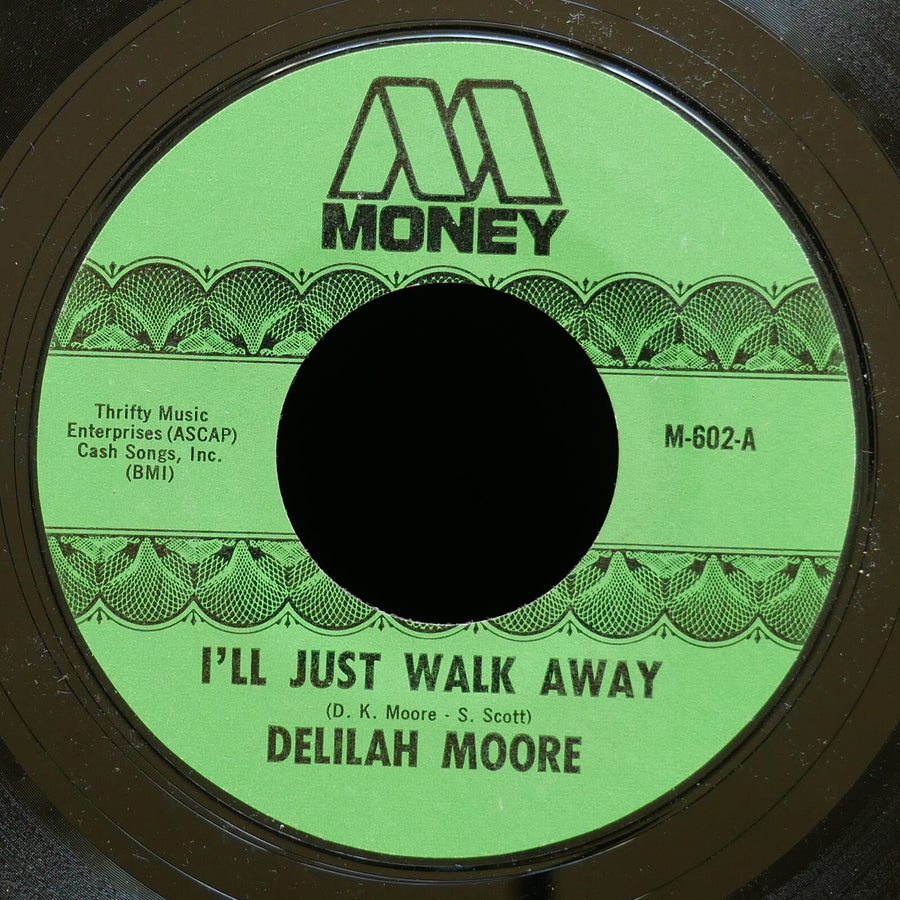 M
MONEY
Thrifty Music
Enterprises (ASCAP)
Cash Songs, Inc.
(BMI)
M-602-A
I'LL JUST WALK AWAY
(D. K. Moore - S. Scott)
DELILAH MOORE